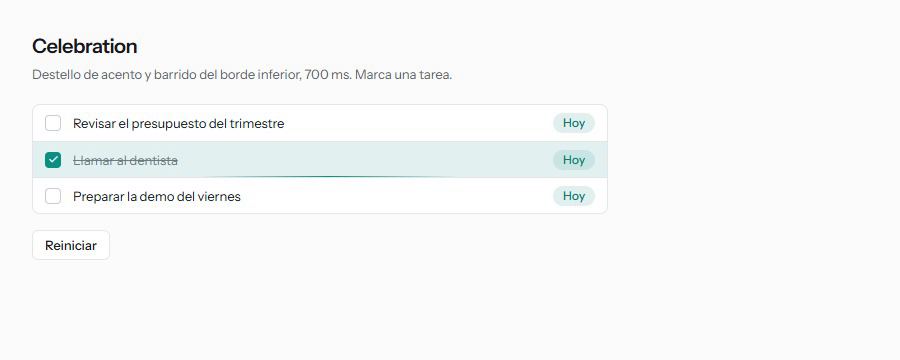 Celebration
Destello de acento y barrido del borde inferior, 700 ms. Marca una tarea.
Revisar el presupuesto del trimestre Hoy
Llamar al dentista Hoy
Preparar la demo del viernes Hoy
Reiniciar